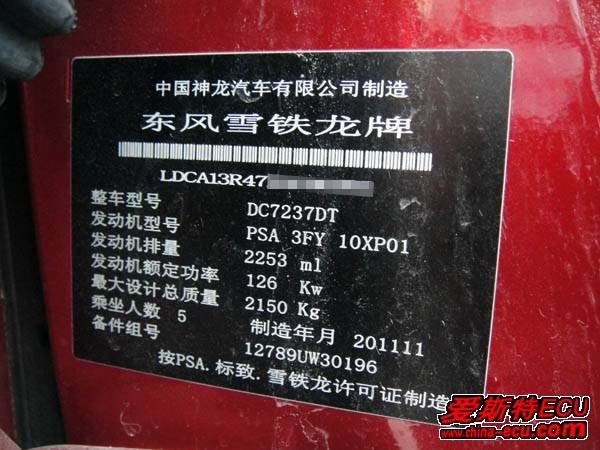 中国神龙汽车有限公司制造
东风雪铁龙牌
LDCA13R47
整车型号 DC7237DT
发动机型号 PSA 3FY 10XP01
发动机排量 2253 ml
发动机额定功率 126 Kw
最大设计总质量 2150 Kg
乘坐人数 5 制造年月 201111
备件组号 12789UW30196
按PSA.标致.雪铁龙许可证制造
爱斯特ECU
www.china-ecu.com